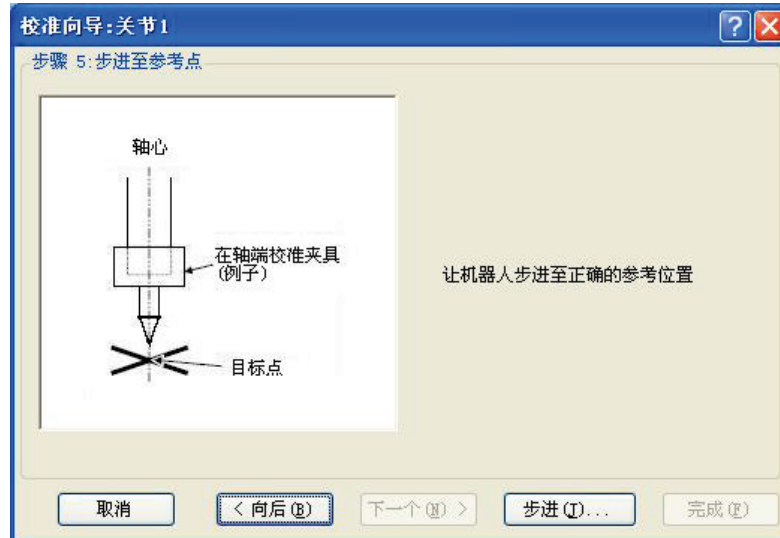 校准向导:关节1
步骤 5:步进至参考点
轴心
在轴端校准夹具
(例子)
目标点
让机器人步进至正确的参考位置
取消
< 向后(B)
下一个(N) >
步进(J)...
完成(F)